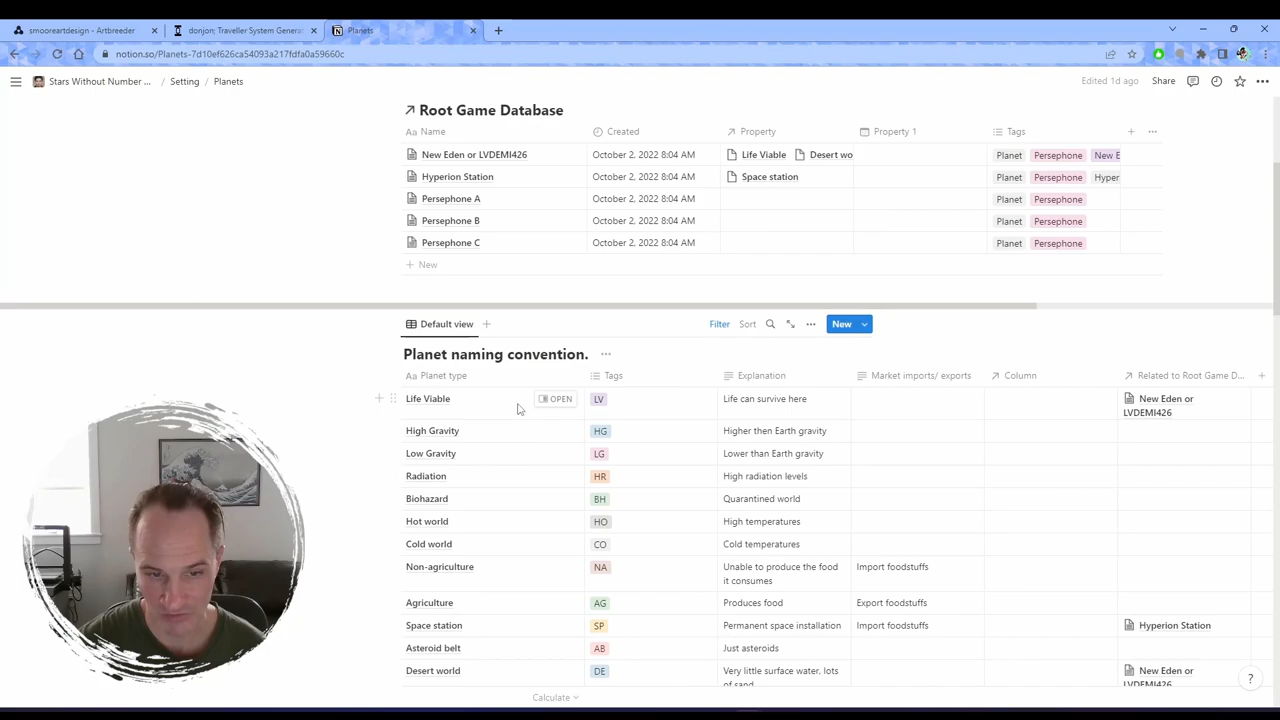 smooreartdesign - Artbreeder
donjon; Traveller System Genera
Planets
notion.so/Planets-7d10ef626ca54093a217fdfa0a59660c
Stars Without Number ... / Setting / Planets
Edited 1d ago
Share
Root Game Database
Aa Name
Created
Property
Property 1
Tags
New Eden or LVDEMI426
October 2, 2022 8:04 AM
Life Viable
Desert wo
Planet
Persephone
New E
Hyperion Station
October 2, 2022 8:04 AM
Space station
Planet
Persephone
Hyper
Persephone A
October 2, 2022 8:04 AM
Planet
Persephone
Persephone B
October 2, 2022 8:04 AM
Planet
Persephone
Persephone C
October 2, 2022 8:04 AM
Planet
Persephone
+ New
Default view
Filter
Sort
New
Planet naming convention.
Aa Planet type
Tags
Explanation
Market imports/ exports
Column
Related to Root Game D...
Life Viable
OPEN
LV
Life can survive here
New Eden or
LVDEMI426
High Gravity
HG
Higher then Earth gravity
Low Gravity
LG
Lower than Earth gravity
Radiation
HR
High radiation levels
Biohazard
BH
Quarantined world
Hot world
HO
High temperatures
Cold world
CO
Cold temperatures
Non-agriculture
NA
Unable to produce the food
it consumes
Import foodstuffs
Agriculture
AG
Produces food
Export foodstuffs
Space station
SP
Permanent space installation
Import foodstuffs
Hyperion Station
Asteroid belt
AB
Just asteroids
Desert world
DE
Very little surface water, lots
of sand
New Eden or
LVDEMI426
Calculate
?